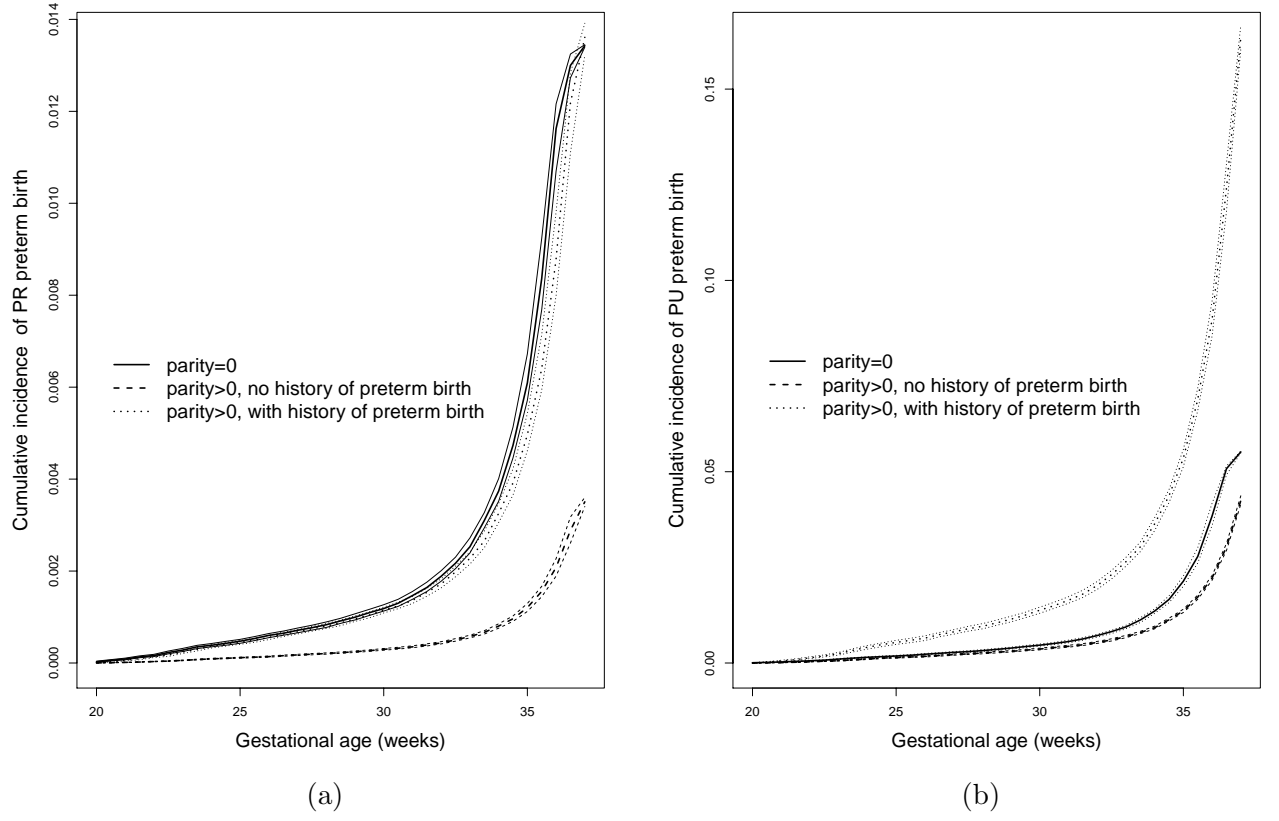 Cumulative incidence of PR preterm birth
0.014
0.012
0.010
0.008
0.006
0.004
0.002
0.000
parity=0
parity>0, no history of preterm birth
parity>0, with history of preterm birth
20 25 30 35
Gestational age (weeks)
(a)
Cumulative incidence of PU preterm birth
0.15
0.10
0.05
0.00
parity=0
parity>0, no history of preterm birth
parity>0, with history of preterm birth
20 25 30 35
Gestational age (weeks)
(b)